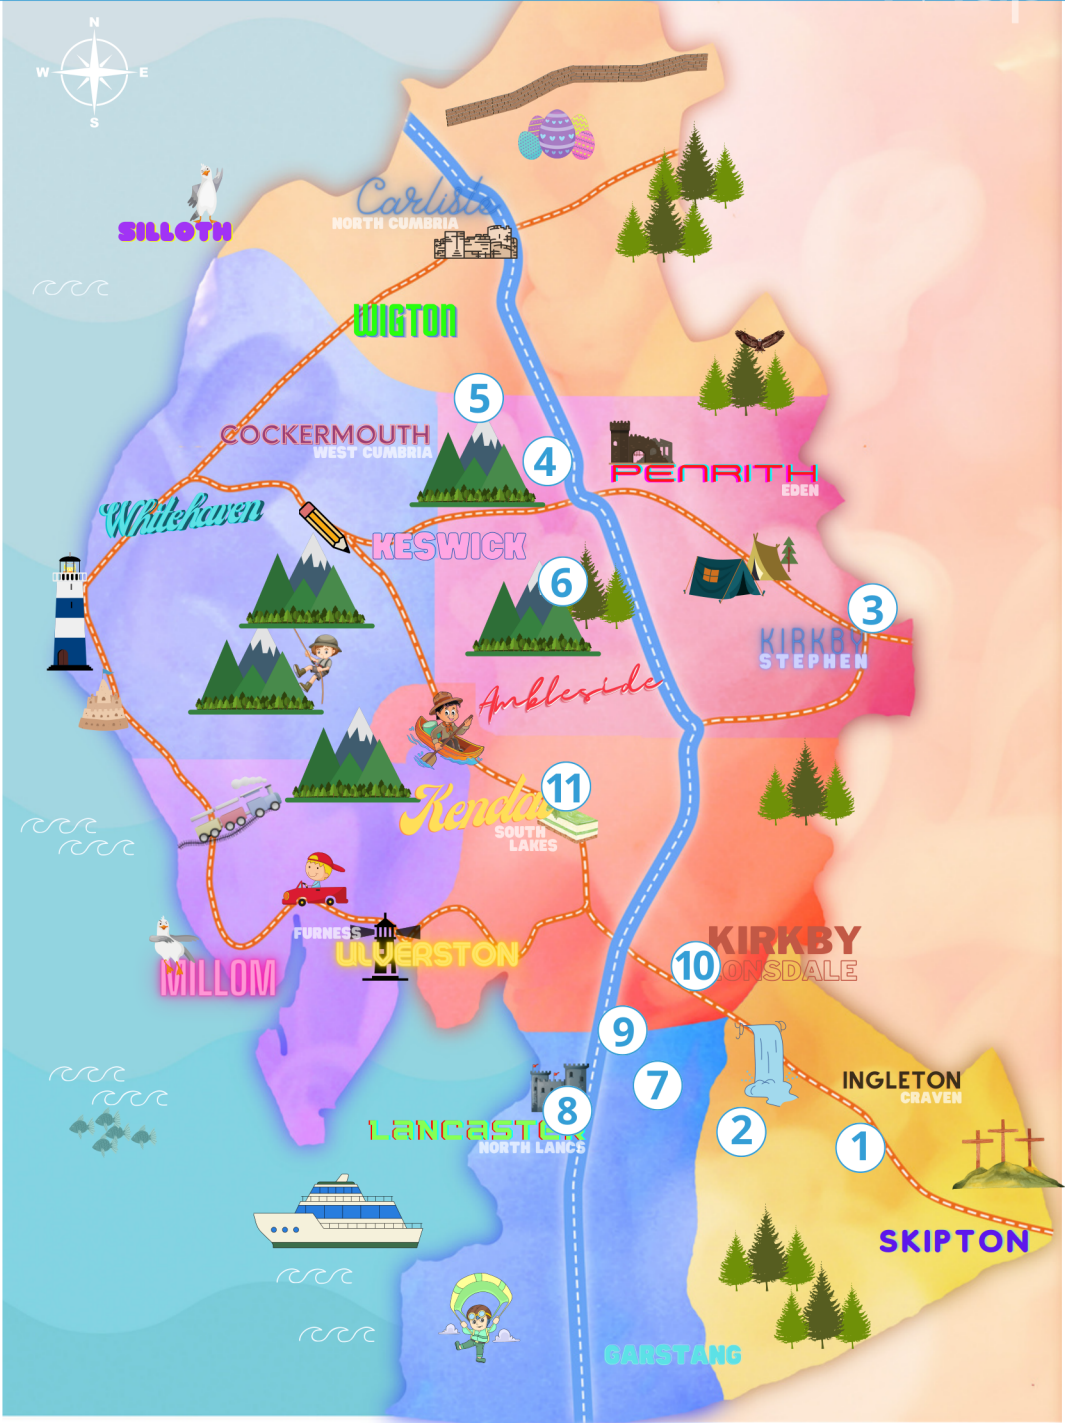 N
W E
S
SILLOTH
Carlisle
NORTH CUMBRIA
WIGTON
5
COCKERMOUTH
WEST CUMBRIA
4
PENRITH
EDEN
Whitehaven
KESWICK
6
3
KIRKBY
STEPHEN
Ambleside
11
Kendal
SOUTH
LAKES
FURNESS
ULVERSTON
KIRKBY
LONSDALE
10
MILLOM
9
7
INGLETON
CRAVEN
8
LANCASTER
NORTH LANCS
2
1
SKIPTON
GARSTANG